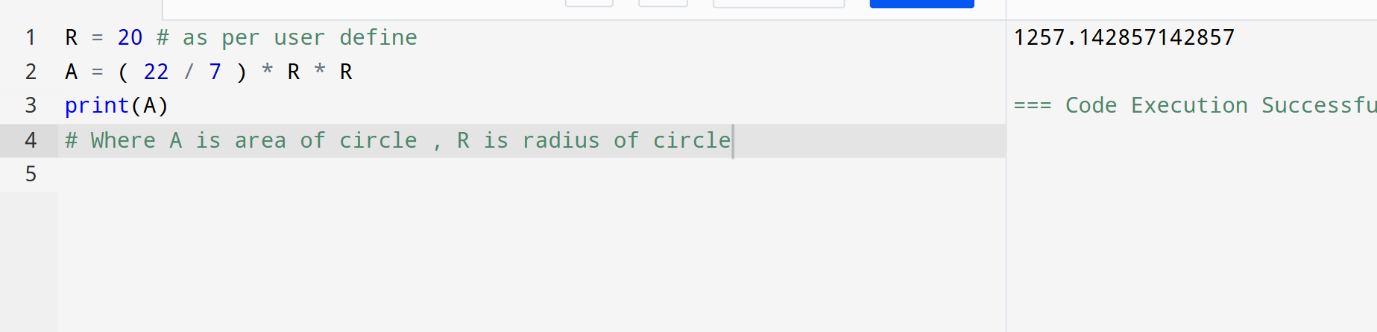 1 R = 20 # as per user define
2 A = ( 22 / 7 ) * R * R
3 print(A)
4 # Where A is area of circle , R is radius of circle
5
1257.142857142857
=== Code Execution Successfu